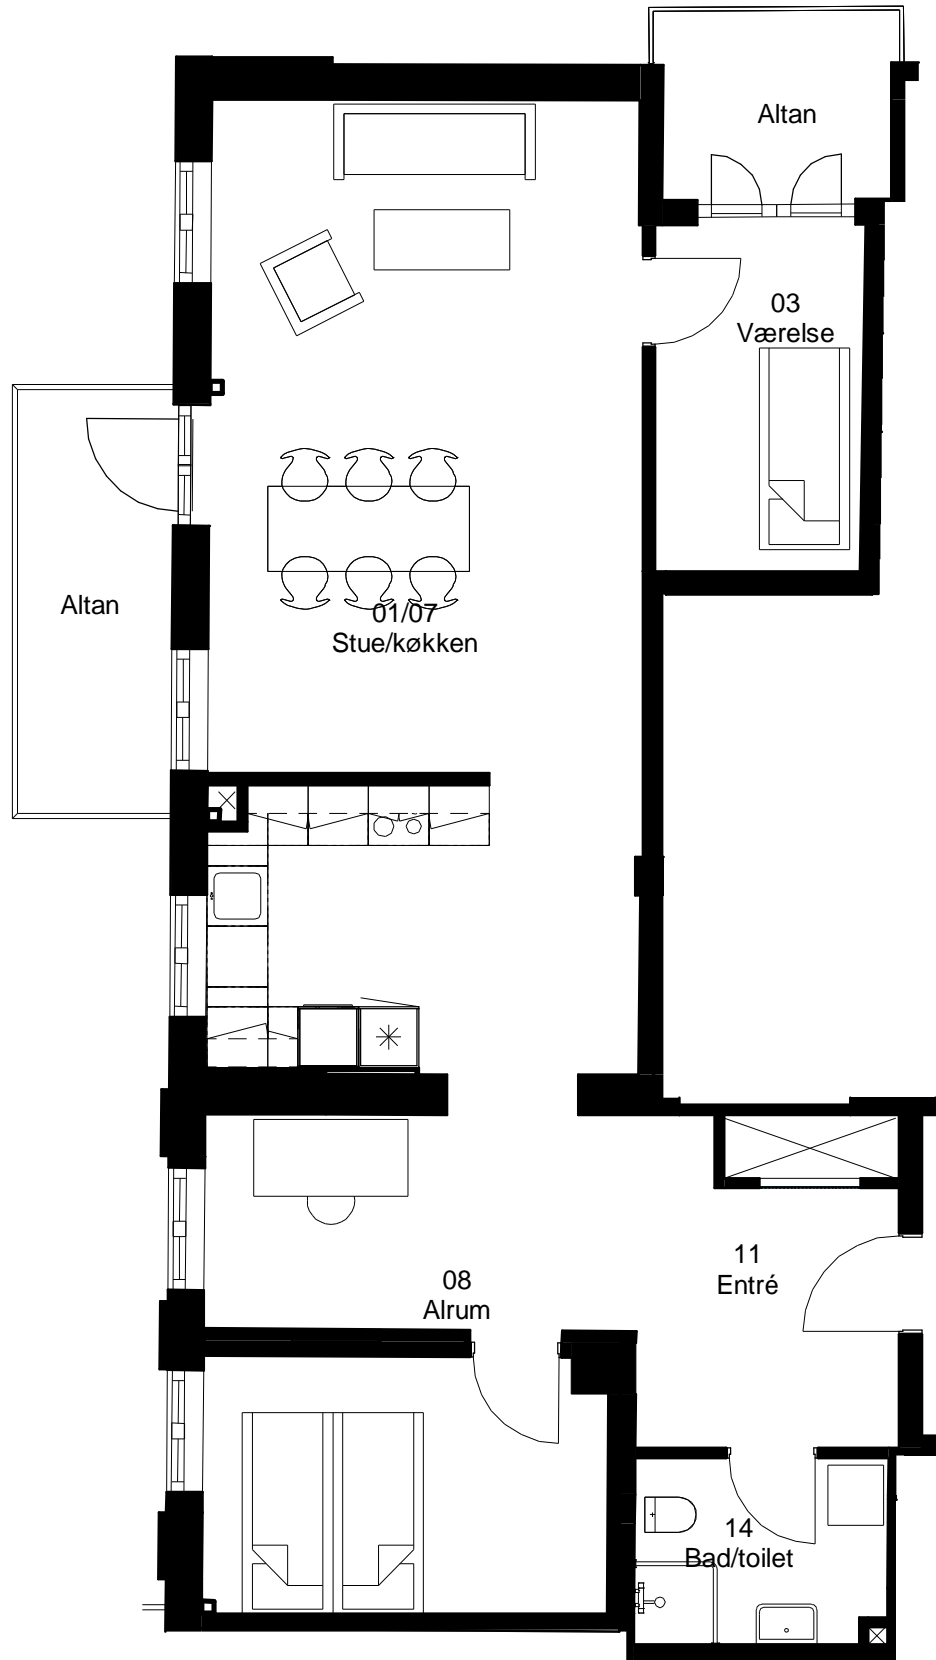 Altan
03
Værelse
Altan
01/07
Stue/køkken
11
Entré
08
Alrum
14
Bad/toilet